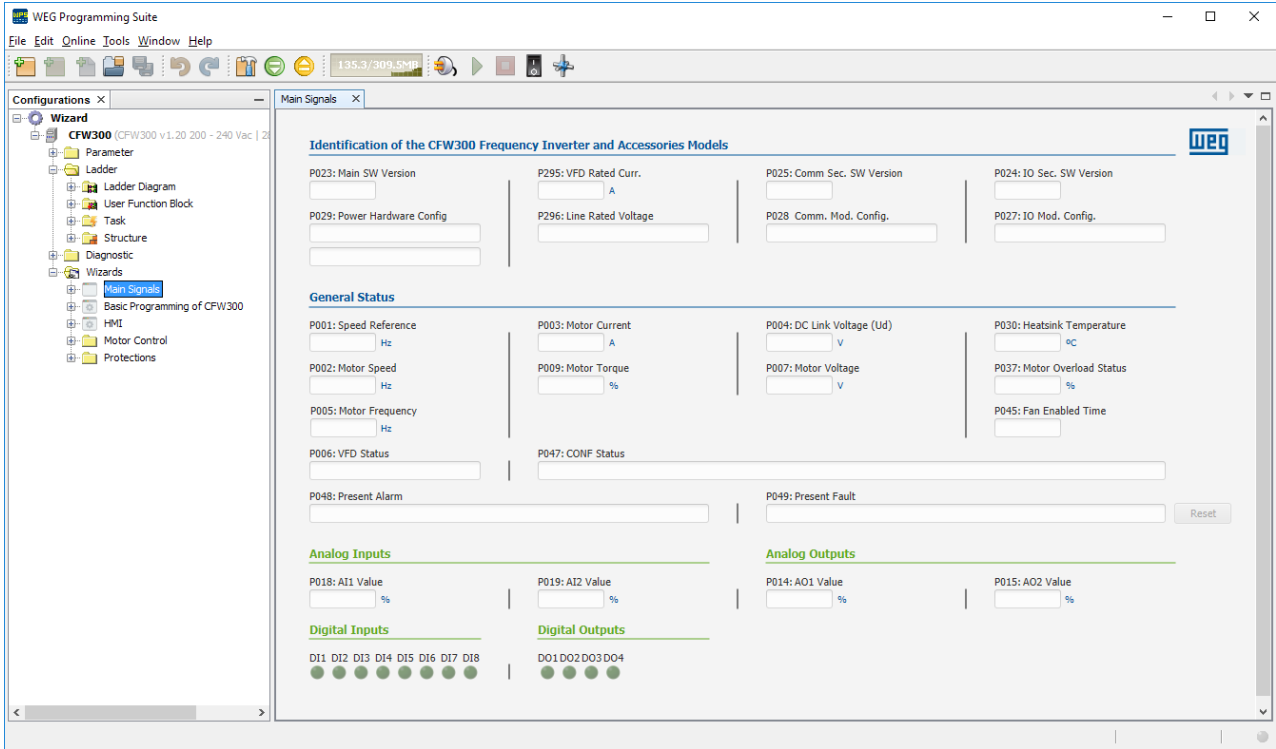 WEG Programming Suite
File Edit Online Tools Window Help
135.3/309.5MB
Configurations
Main Signals
Wizard
CFW300 (CFW300 v1.20 200 - 240 Vac | 2
Parameter
Ladder
Ladder Diagram
User Function Block
Task
Structure
Diagnostic
Wizards
Main Signals
Basic Programming of CFW300
HMI
Motor Control
Protections
Identification of the CFW300 Frequency Inverter and Accessories Models
weg
P023: Main SW Version
P295: VFD Rated Curr.
P025: Comm Sec. SW Version
P024: IO Sec. SW Version
A
P029: Power Hardware Config
P296: Line Rated Voltage
P028 Comm. Mod. Config.
P027: IO Mod. Config.
General Status
P001: Speed Reference
P003: Motor Current
P004: DC Link Voltage (Ud)
P030: Heatsink Temperature
Hz
A
V
ºC
P002: Motor Speed
P009: Motor Torque
P007: Motor Voltage
P037: Motor Overload Status
Hz
%
V
%
P005: Motor Frequency
P045: Fan Enabled Time
Hz
P006: VFD Status
P047: CONF Status
P048: Present Alarm
P049: Present Fault
Reset
Analog Inputs
Analog Outputs
P018: AI1 Value
P019: AI2 Value
P014: AO1 Value
P015: AO2 Value
%
%
%
%
Digital Inputs
Digital Outputs
DI1 DI2 DI3 DI4 DI5 DI6 DI7 DI8
DO1 DO2 DO3 DO4